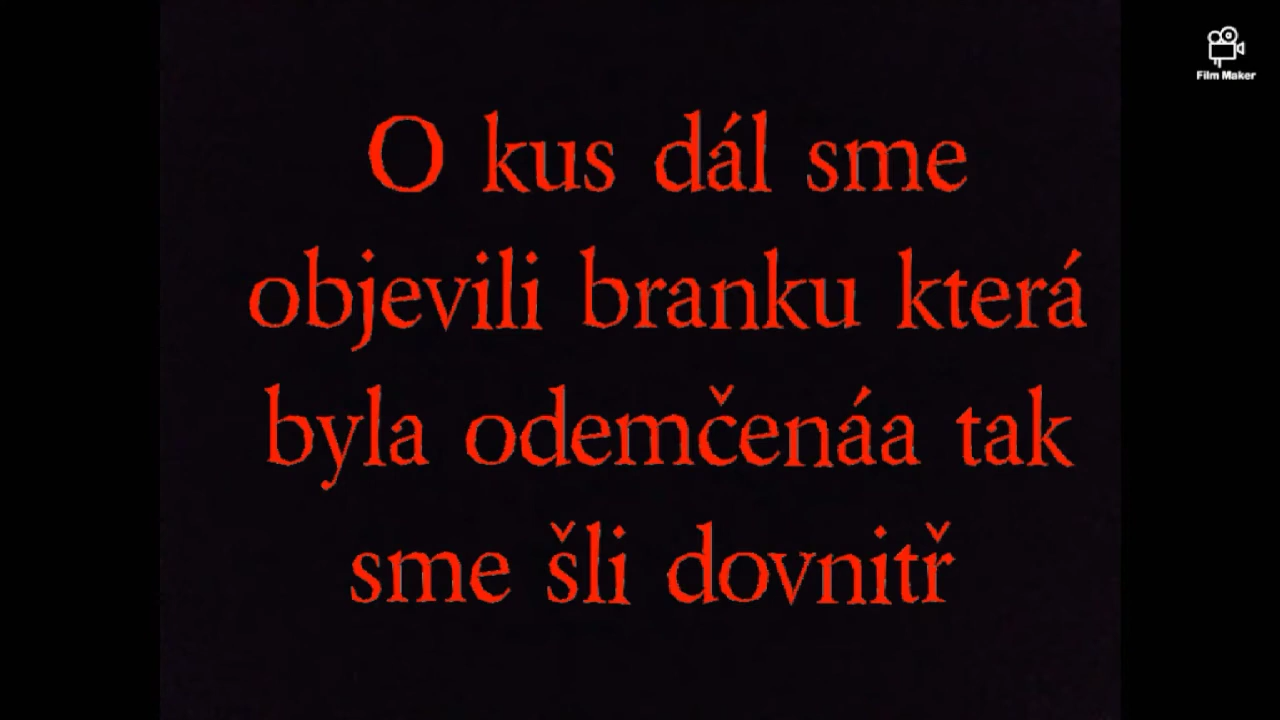 Film Maker
O kus dál sme
objevili branku která
byla odemčenáa tak
sme šli dovnitř